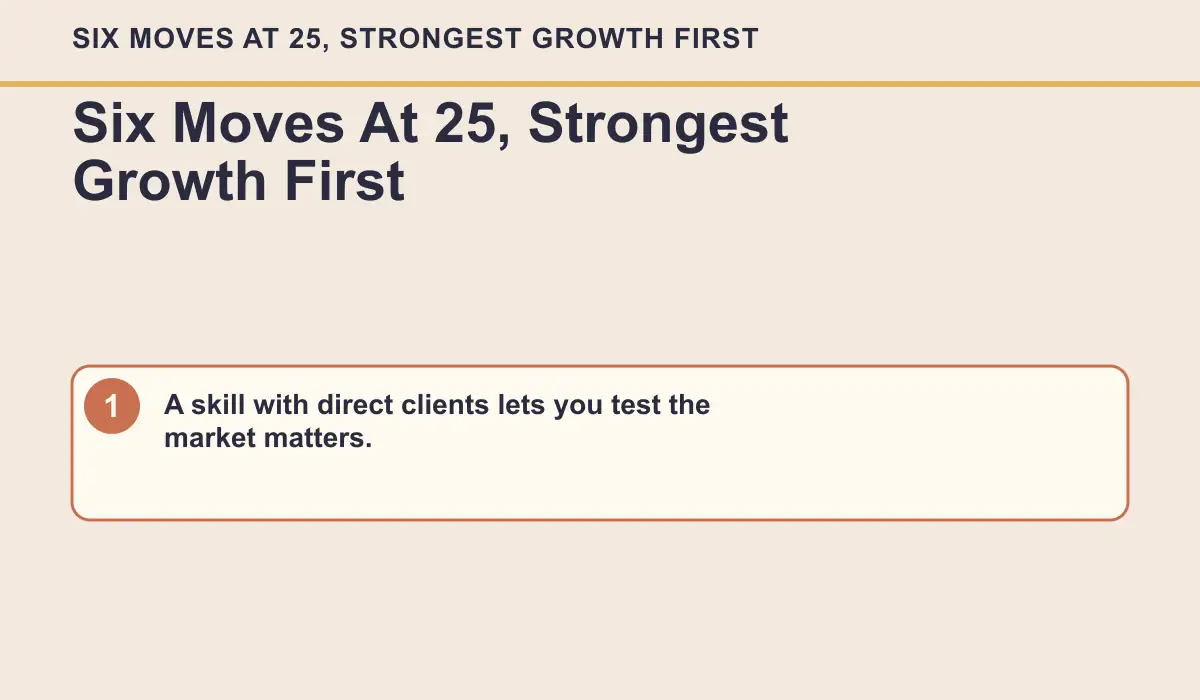 SIX MOVES AT 25, STRONGEST GROWTH FIRST
Six Moves At 25, Strongest
Growth First
1
A skill with direct clients lets you test the
market matters.